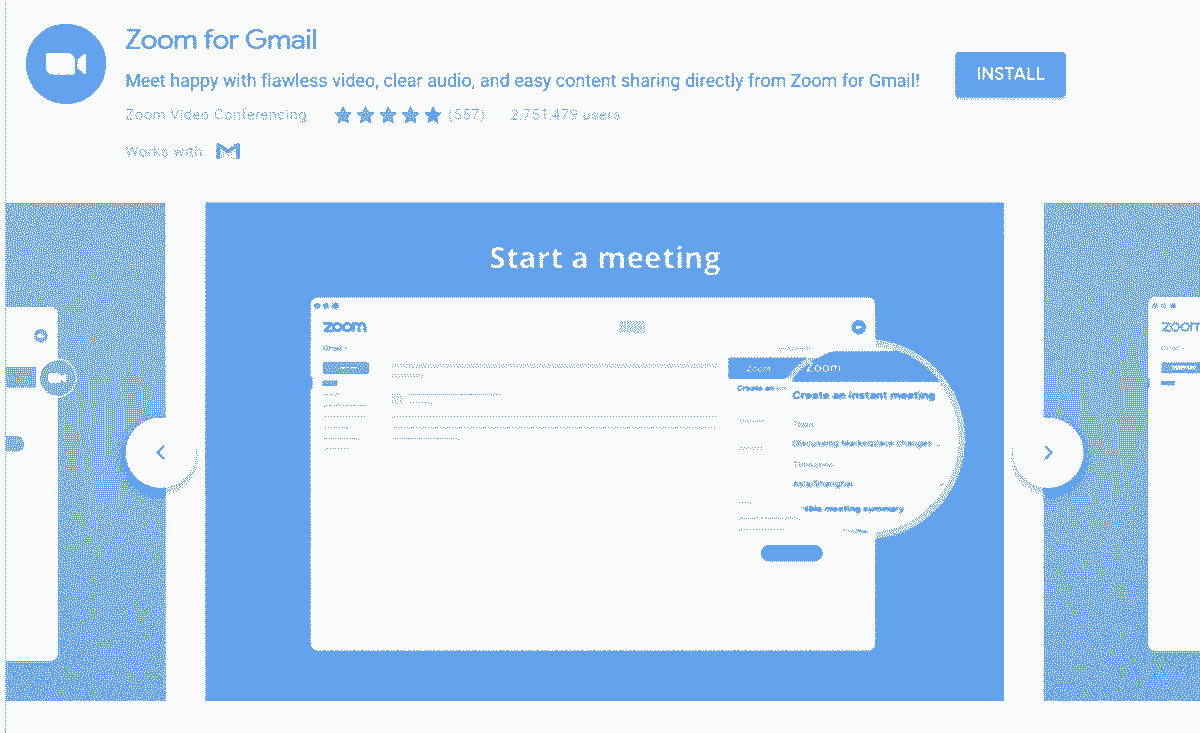 Zoom for Gmail
Meet happy with flawless video, clear audio, and easy content sharing directly from Zoom for Gmail!
INSTALL
Zoom Video Conferencing (557) 2,751,479 users
Works with
Start a meeting
zoom
Zoom
Zoom
Create an instant meeting
Topic
Discussing Marketplace changes ...
Timezone
Asia/Shanghai
meeting summary
zoom